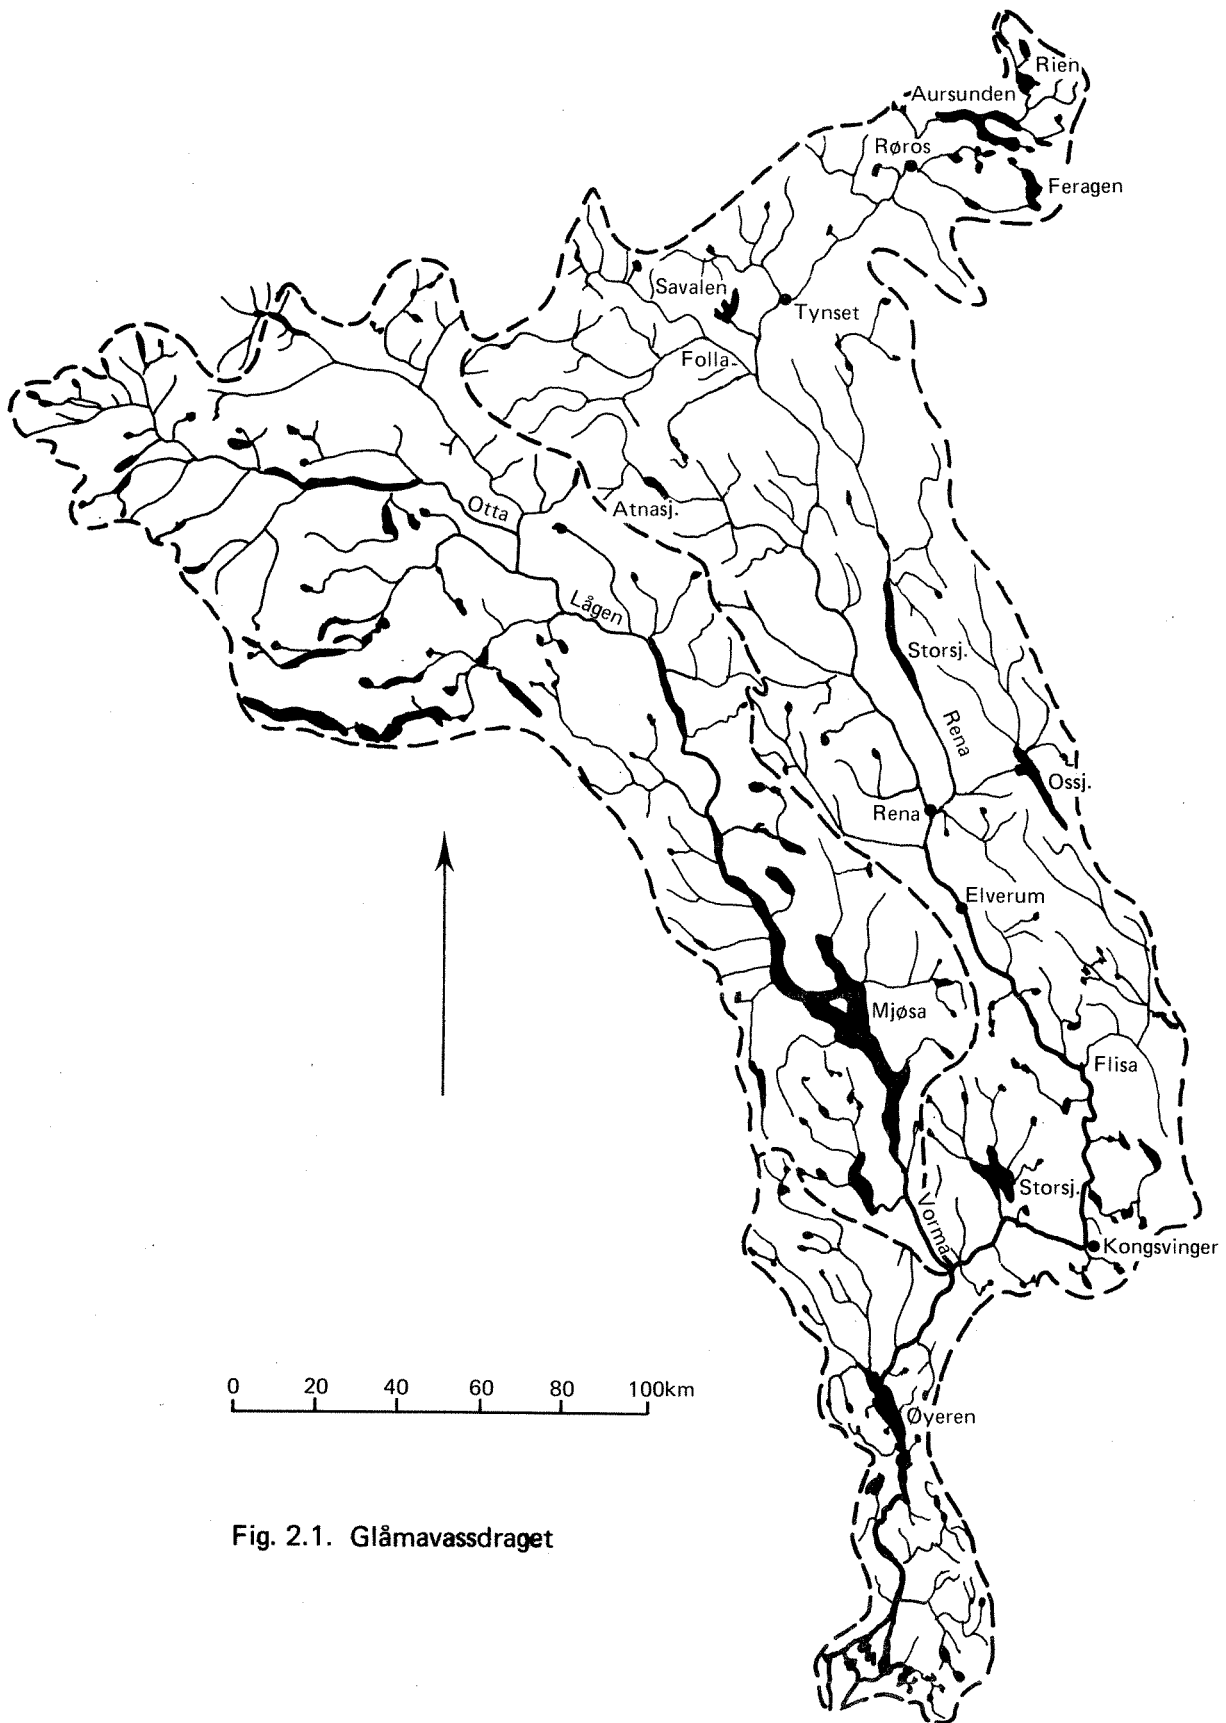 Rien
Aursunden
Røros
Feragen
Savalen
Tynset
Folla
Otta
Atnasj.
Lågen
Storsj.
Rena
Ossj.
Rena
Elverum
Mjøsa
Flisa
Storsj.
Vorma
Kongsvinger
0 20 40 60 80 100km
Øyeren
Fig. 2.1. Glåmavassdraget